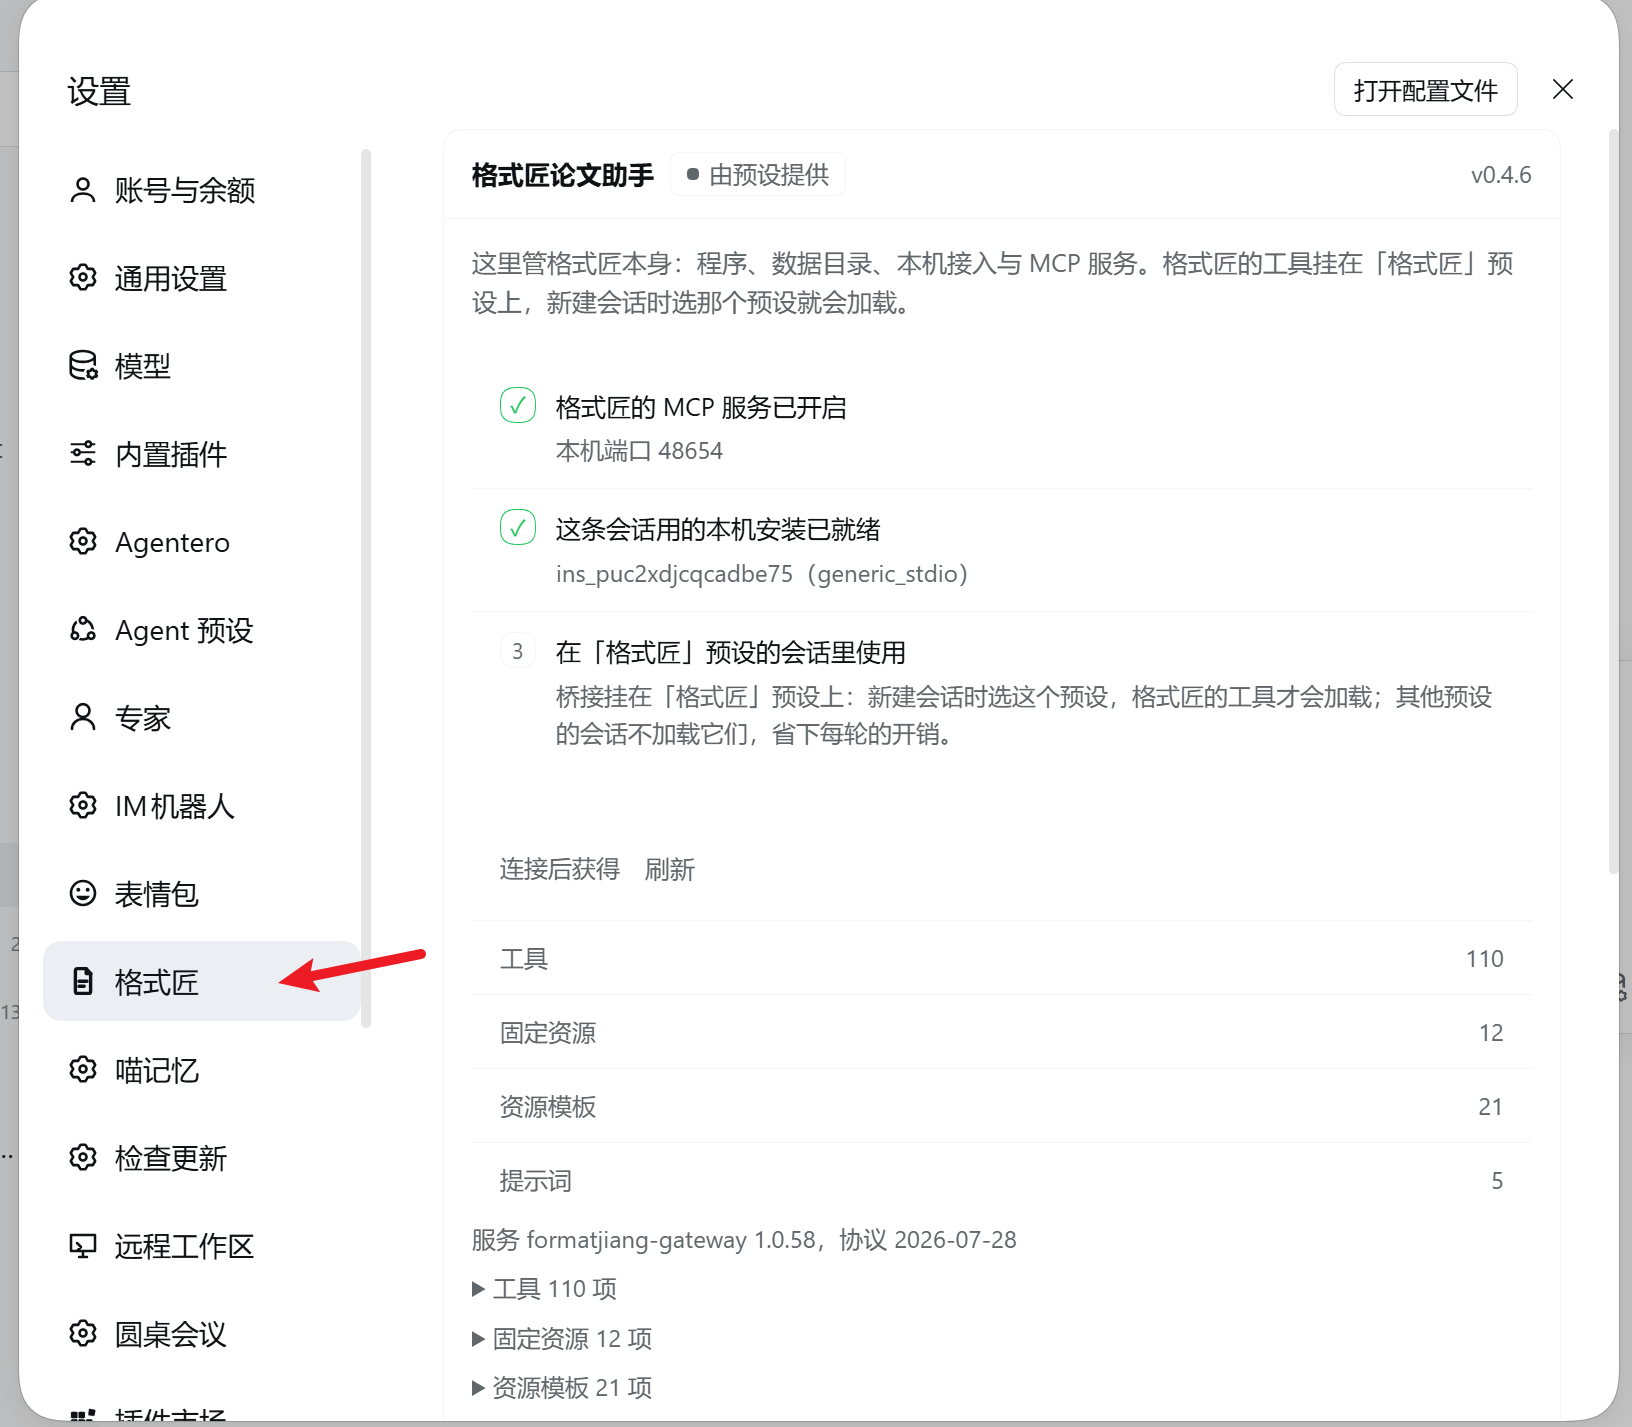 设置
打开配置文件
账号与余额
通用设置
模型
内置插件
Agentero
Agent 预设
专家
IM机器人
表情包
格式匠
喵记忆
检查更新
远程工作区
圆桌会议
插件市场
格式匠论文助手
由预设提供
v0.4.6
这里管格式匠本身：程序、数据目录、本机接入与 MCP 服务。格式匠的工具挂在「格式匠」预
设上，新建会话时选那个预设就会加载。
格式匠的 MCP 服务已开启
本机端口 48654
这条会话用的本机安装已就绪
ins_puc2xdjcqcadbe75（generic_stdio）
3
在「格式匠」预设的会话里使用
桥接挂在「格式匠」预设上：新建会话时选这个预设，格式匠的工具才会加载；其他预设
的会话不加载它们，省下每轮的开销。
连接后获得 刷新
工具 110
固定资源 12
资源模板 21
提示词 5
服务 formatjiang-gateway 1.0.58，协议 2026-07-28
▶ 工具 110 项
▶ 固定资源 12 项
▶ 资源模板 21 项
2
13